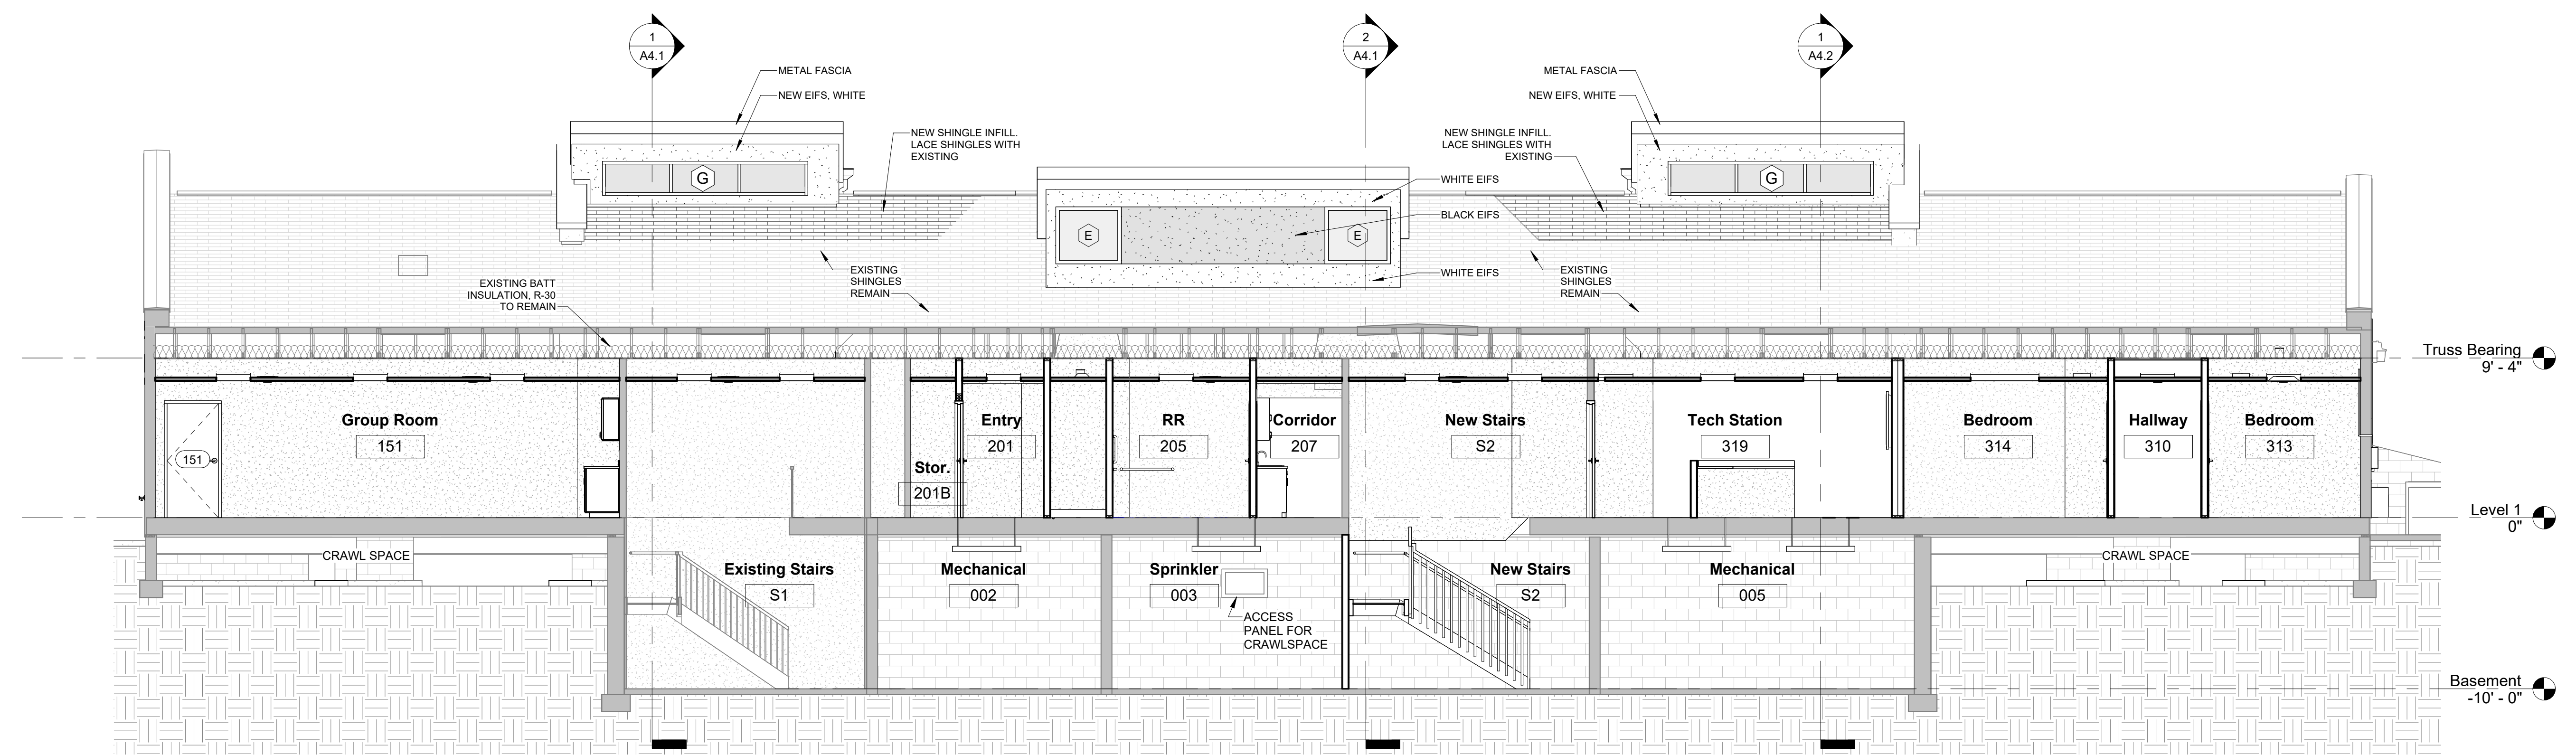 1
A4.1
2
A4.1
1
A4.2
METAL FASCIA
NEW EIFS, WHITE
NEW SHINGLE INFILL.
LACE SHINGLES WITH
EXISTING
METAL FASCIA
NEW EIFS, WHITE
NEW SHINGLE INFILL.
LACE SHINGLES WITH
EXISTING
G
G
WHITE EIFS
BLACK EIFS
WHITE EIFS
E
E
EXISTING
SHINGLES
REMAIN
EXISTING
SHINGLES
REMAIN
EXISTING BATT
INSULATION, R-30
TO REMAIN
Truss Bearing
9' - 4"
Group Room
151
151
Stor.
201B
Entry
201
RR
205
Corridor
207
New Stairs
S2
Tech Station
319
Bedroom
314
Hallway
310
Bedroom
313
Level 1
0"
CRAWL SPACE
Existing Stairs
S1
Mechanical
002
Sprinkler
003
ACCESS
PANEL FOR
CRAWLSPACE
New Stairs
S2
Mechanical
005
CRAWL SPACE
Basement
-10' - 0"